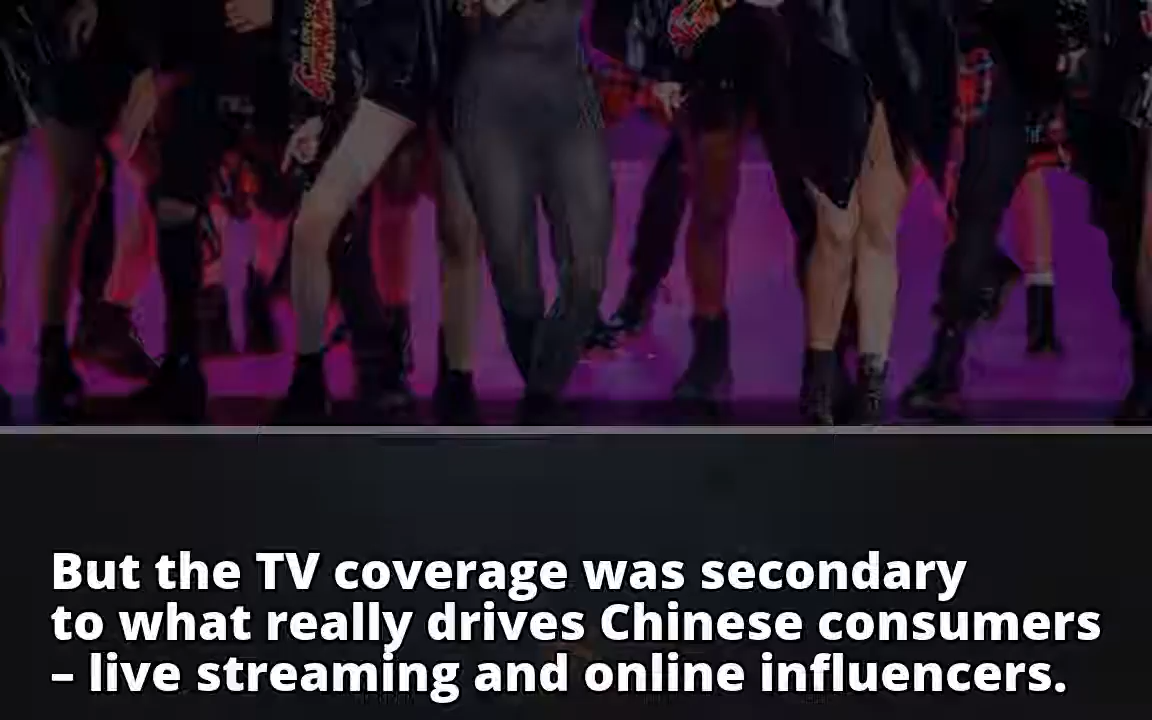 But the TV coverage was secondary
to what really drives Chinese consumers
– live streaming and online influencers.